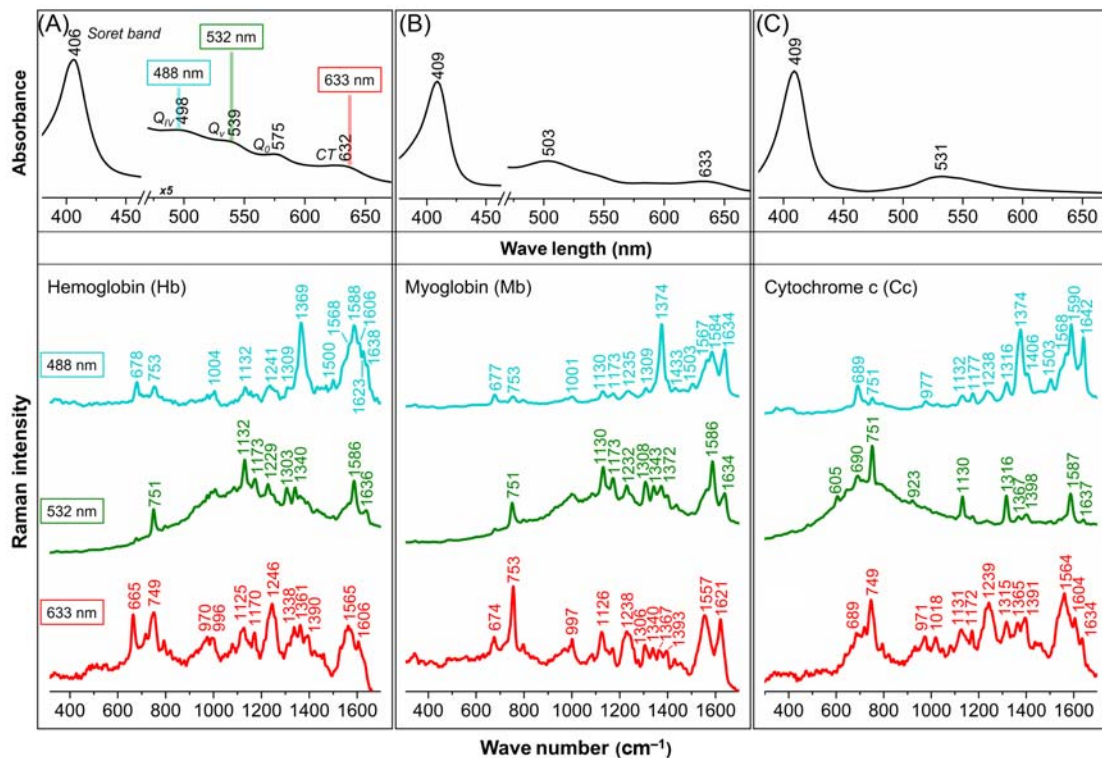 (A)
Soret band
406
488 nm
532 nm
633 nm
QIV
498
Qv
539
Q0
575
CT
632
x5
Absorbance
400 450 500 550 600 650
(B)
409
503
633
400 450 500 550 600 650
(C)
409
531
400 450 500 550 600 650
Wave length (nm)
Raman intensity
Hemoglobin (Hb)
488 nm
678 753 1004 1132 1241 1309 1369 1500 1568 1588 1606 1623 1638
532 nm
751 1132 1173 1229 1303 1340 1586 1636
633 nm
665 749 970 996 1125 1170 1246 1338 1361 1390 1565 1606
400 600 800 1000 1200 1400 1600
Myoglobin (Mb)
677 753 1001 1130 1173 1235 1309 1374 1433 1503 1567 1584 1634
751 1130 1173 1232 1308 1343 1372 1586 1634
674 753 997 1126 1238 1306 1340 1367 1393 1557 1621
400 600 800 1000 1200 1400 1600
Cytochrome c (Cc)
689 751 977 1132 1177 1238 1316 1374 1406 1503 1568 1590 1642
605 690 751 923 1130 1316 1367 1398 1587 1637
689 749 971 1018 1131 1172 1239 1315 1365 1391 1564 1604 1634
400 600 800 1000 1200 1400 1600
Wave number (cm⁻¹)